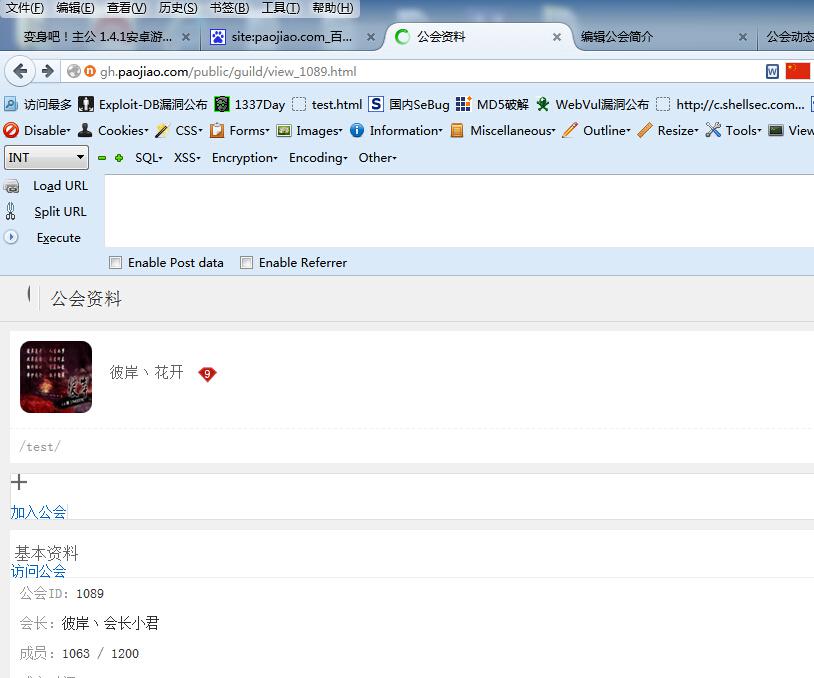 文件(F) 编辑(E) 查看(V) 历史(S) 书签(B) 工具(T) 帮助(H)
变身吧！主公 1.4.1安卓游... × site:paojiao.com_百... × 公会资料 × 编辑公会简介 × 公会动态
gh.paojiao.com/public/guild/view_1089.html
访问最多 Exploit-DB漏洞公布 1337Day test.html 国内SeBug MD5破解 WebVul漏洞公布 http://c.shellsec.com...
Disable Cookies CSS Forms Images Information Miscellaneous Outline Resize Tools View
INT SQL XSS Encryption Encoding Other
Load URL
Split URL
Execute
Enable Post data Enable Referrer
公会资料
彼岸丶花开 9
/test/
加入公会
基本资料
访问公会
公会ID: 1089
会长: 彼岸丶会长小君
成员: 1063 / 1200